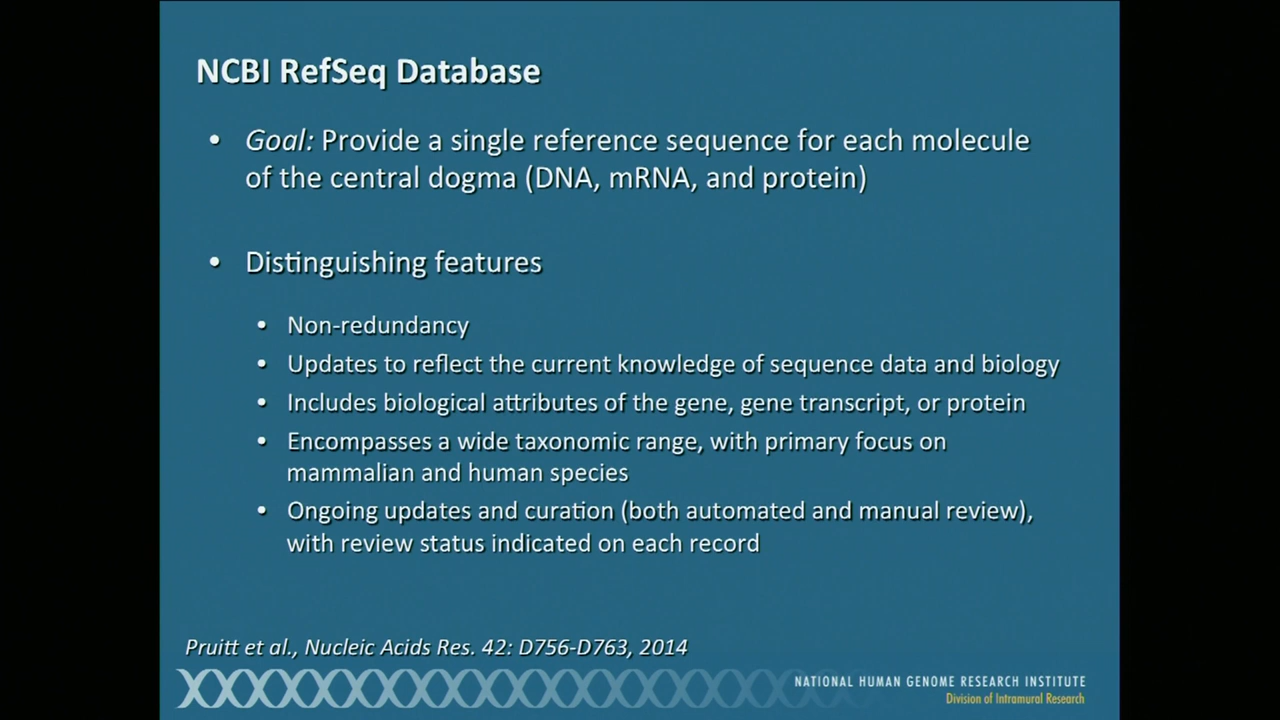 NCBI RefSeq Database
• Goal: Provide a single reference sequence for each molecule
of the central dogma (DNA, mRNA, and protein)
• Distinguishing features
• Non-redundancy
• Updates to reflect the current knowledge of sequence data and biology
• Includes biological attributes of the gene, gene transcript, or protein
• Encompasses a wide taxonomic range, with primary focus on
mammalian and human species
• Ongoing updates and curation (both automated and manual review),
with review status indicated on each record
Pruitt et al., Nucleic Acids Res. 42: D756-D763, 2014
NATIONAL HUMAN GENOME RESEARCH INSTITUTE
Division of Intramural Research